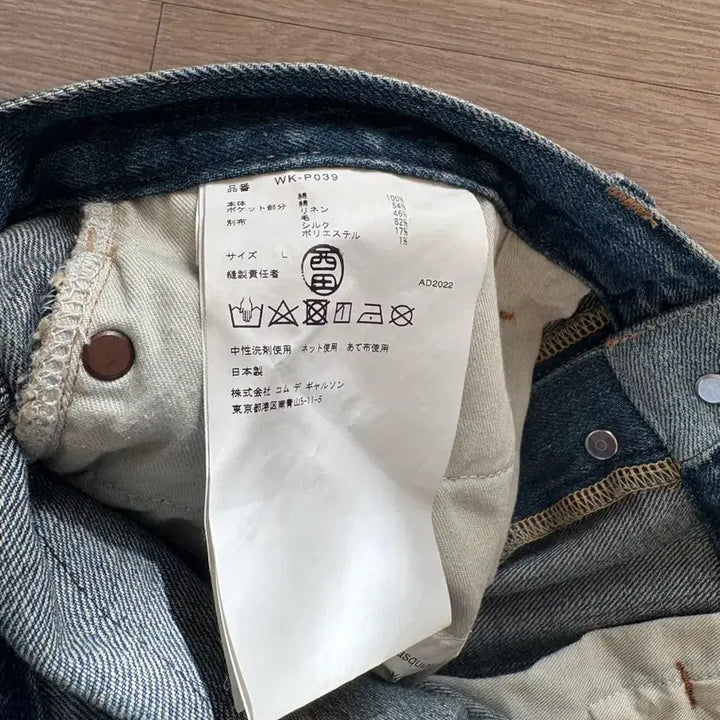 品番 WK-P039
本体 綿 100%
ポケット部分 綿 54%
リネン 46%
別布 毛 82%
シルク 17%
ポリエステル 1%
サイズ L
縫製責任者 西田
AD2022
中性洗剤使用 ネット使用 あて布使用
日本製
株式会社 コム デ ギャルソン
東京都港区南青山5-11-5